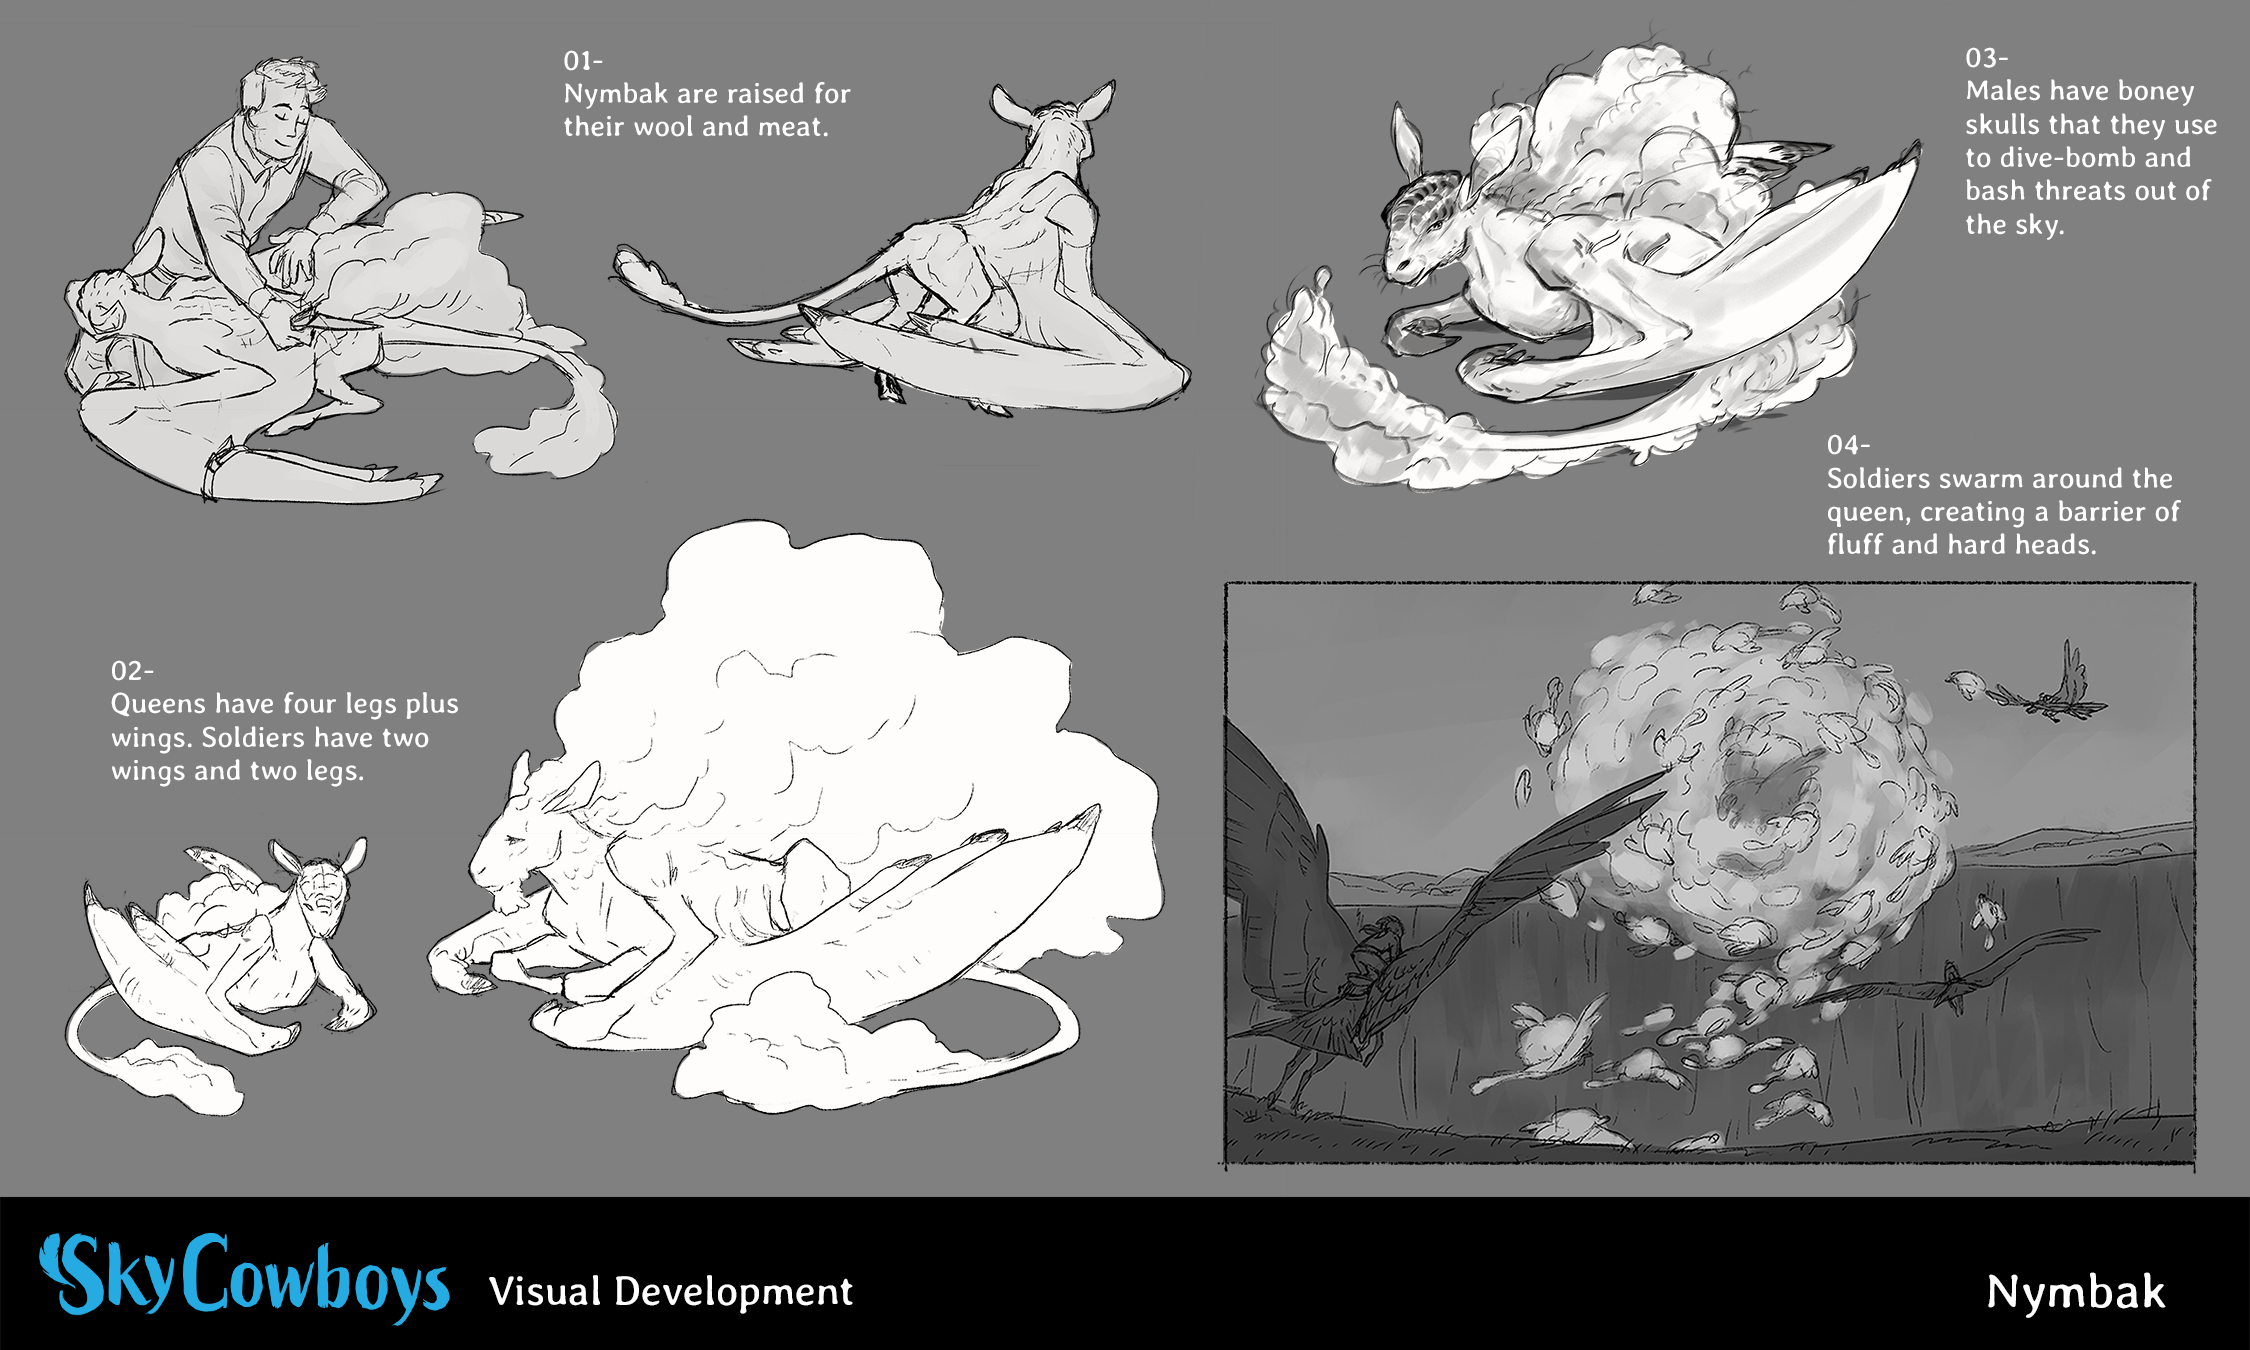 01-
Nymbak are raised for
their wool and meat.
03-
Males have boney
skulls that they use
to dive-bomb and
bash threats out of
the sky.
04-
Soldiers swarm around the
queen, creating a barrier of
fluff and hard heads.
02-
Queens have four legs plus
wings. Soldiers have two
wings and two legs.
SkyCowboys
Visual Development
Nymbak